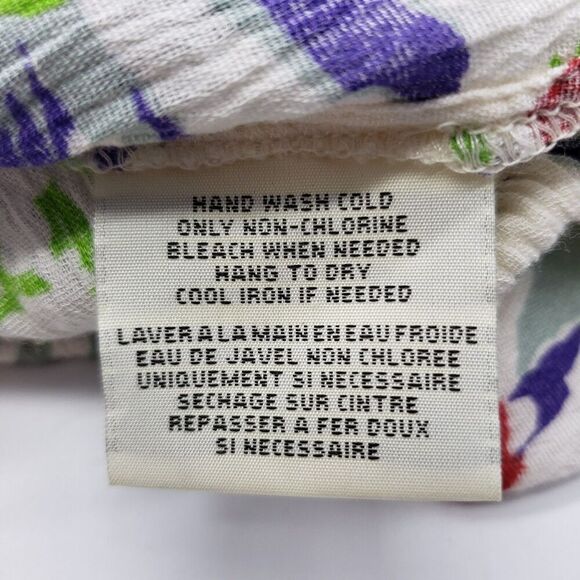 HAND WASH COLD
ONLY NON-CHLORINE
BLEACH WHEN NEEDED
HANG TO DRY
COOL IRON IF NEEDED
LAVER A LA MAIN EN EAU FROIDE
EAU DE JAVEL NON CHLOREE
UNIQUEMENT SI NECESSAIRE
SECHAGE SUR CINTRE
REPASSER A FER DOUX
SI NECESSAIRE